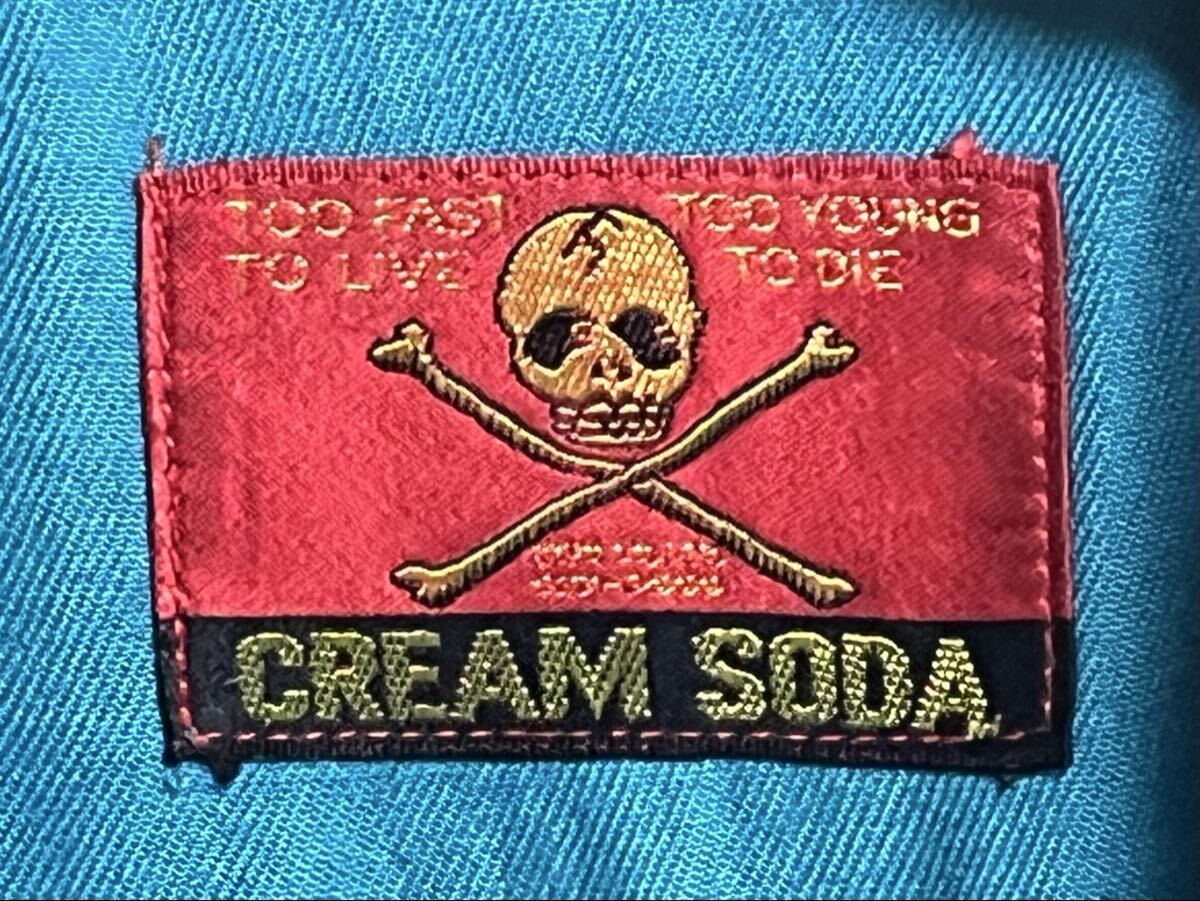 TOO FAST
TO LIVE
TOO YOUNG
TO DIE
CREAM SODA